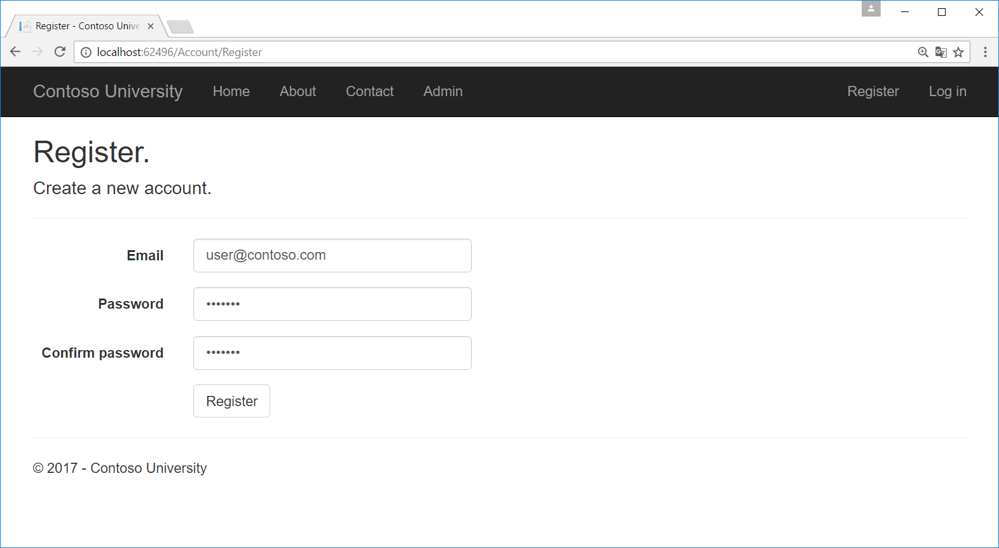 Register - Contoso Unive
localhost:62496/Account/Register
Contoso University Home About Contact Admin Register Log in
Register.
Create a new account.
Email user@contoso.com
Password •••••••
Confirm password •••••••
Register
© 2017 - Contoso University